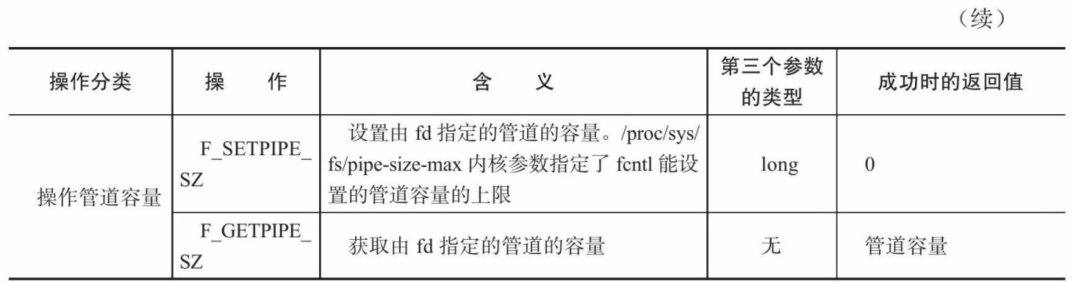 （续）
操作分类 操 作 含 义 第三个参数的类型 成功时的返回值
操作管道容量 F_SETPIPE_
SZ 设置由 fd 指定的管道的容量。/proc/sys/
fs/pipe-size-max 内核参数指定了 fcntl 能设
置的管道容量的上限 long 0
F_GETPIPE_
SZ 获取由 fd 指定的管道的容量 无 管道容量